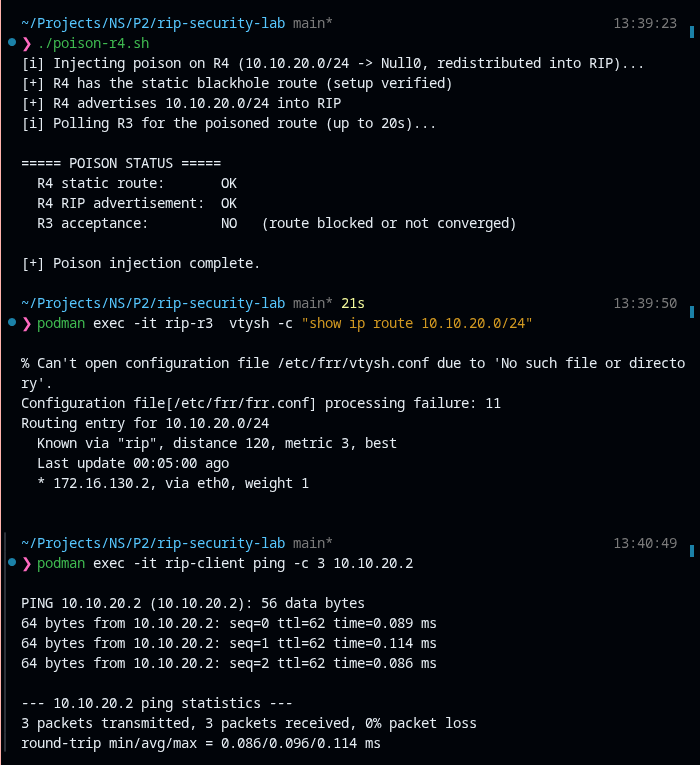 ~/Projects/NS/P2/rip-security-lab main* 13:39:23
❯ ./poison-r4.sh
[i] Injecting poison on R4 (10.10.20.0/24 -> Null0, redistributed into RIP)...
[+] R4 has the static blackhole route (setup verified)
[+] R4 advertises 10.10.20.0/24 into RIP
[i] Polling R3 for the poisoned route (up to 20s)...
===== POISON STATUS =====
R4 static route: OK
R4 RIP advertisement: OK
R3 acceptance: NO (route blocked or not converged)
[+] Poison injection complete.
~/Projects/NS/P2/rip-security-lab main* 21s 13:39:50
❯ podman exec -it rip-r3  vtysh -c "show ip route 10.10.20.0/24"
% Can't open configuration file /etc/frr/vtysh.conf due to 'No such file or directo
ry'.
Configuration file[/etc/frr/frr.conf] processing failure: 11
Routing entry for 10.10.20.0/24
Known via "rip", distance 120, metric 3, best
Last update 00:05:00 ago
* 172.16.130.2, via eth0, weight 1
~/Projects/NS/P2/rip-security-lab main* 13:40:49
❯ podman exec -it rip-client ping -c 3 10.10.20.2
PING 10.10.20.2 (10.10.20.2): 56 data bytes
64 bytes from 10.10.20.2: seq=0 ttl=62 time=0.089 ms
64 bytes from 10.10.20.2: seq=1 ttl=62 time=0.114 ms
64 bytes from 10.10.20.2: seq=2 ttl=62 time=0.086 ms
--- 10.10.20.2 ping statistics ---
3 packets transmitted, 3 packets received, 0% packet loss
round-trip min/avg/max = 0.086/0.096/0.114 ms